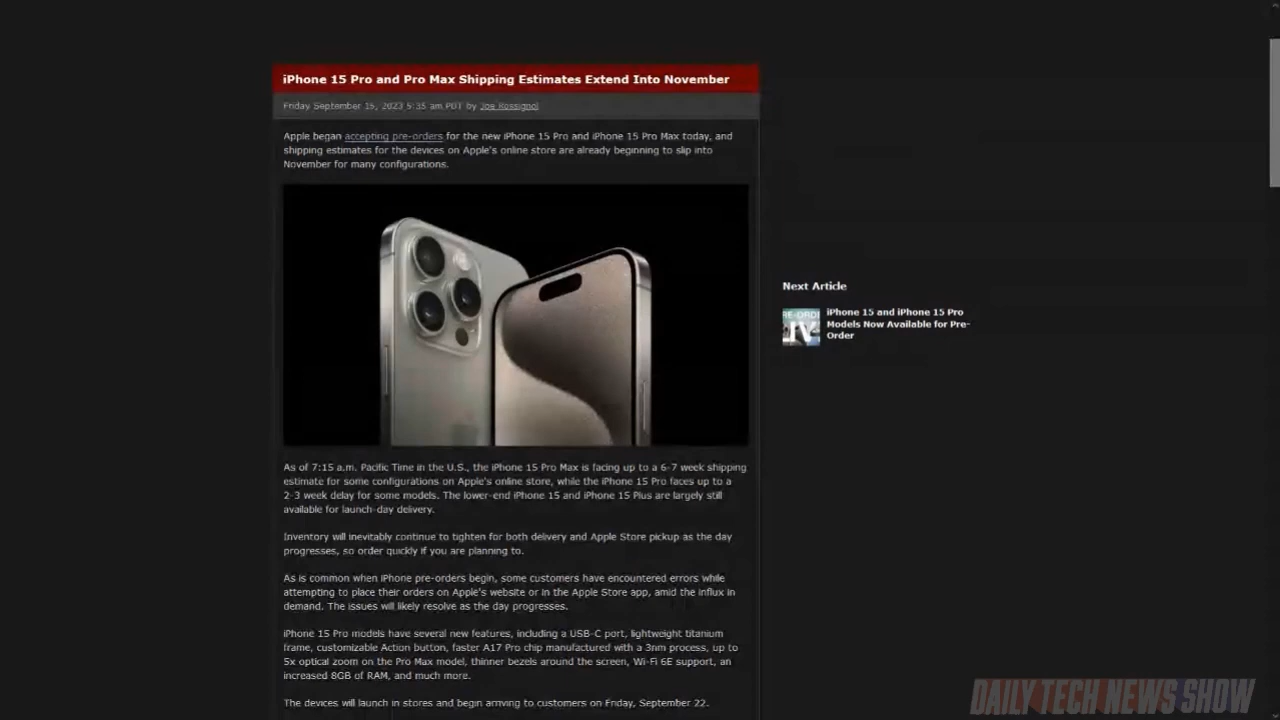 iPhone 15 Pro and Pro Max Shipping Estimates Extend Into November
Friday September 15, 2023 5:35 am PDT by Joe Rossignol
Apple began accepting pre-orders for the new iPhone 15 Pro and iPhone 15 Pro Max today, and
shipping estimates for the devices on Apple's online store are already beginning to slip into
November for many configurations.
Next Article
iPhone 15 and iPhone 15 Pro
Models Now Available for Pre-
Order
As of 7:15 a.m. Pacific Time in the U.S., the iPhone 15 Pro Max is facing up to a 6-7 week shipping
estimate for some configurations on Apple's online store, while the iPhone 15 Pro faces up to a
2-3 week delay for some models. The lower-end iPhone 15 and iPhone 15 Plus are largely still
available for launch-day delivery.
Inventory will inevitably continue to tighten for both delivery and Apple Store pickup as the day
progresses, so order quickly if you are planning to.
As is common when iPhone pre-orders begin, some customers have encountered errors while
attempting to place their orders on Apple's website or in the Apple Store app, amid the influx in
demand. The issues will likely resolve as the day progresses.
iPhone 15 Pro models have several new features, including a USB-C port, lightweight titanium
frame, customizable Action button, faster A17 Pro chip manufactured with a 3nm process, up to
5x optical zoom on the Pro Max model, thinner bezels around the screen, Wi-Fi 6E support, an
increased 8GB of RAM, and much more.
The devices will launch in stores and begin arriving to customers on Friday, September 22.
DAILY TECH NEWS SHOW